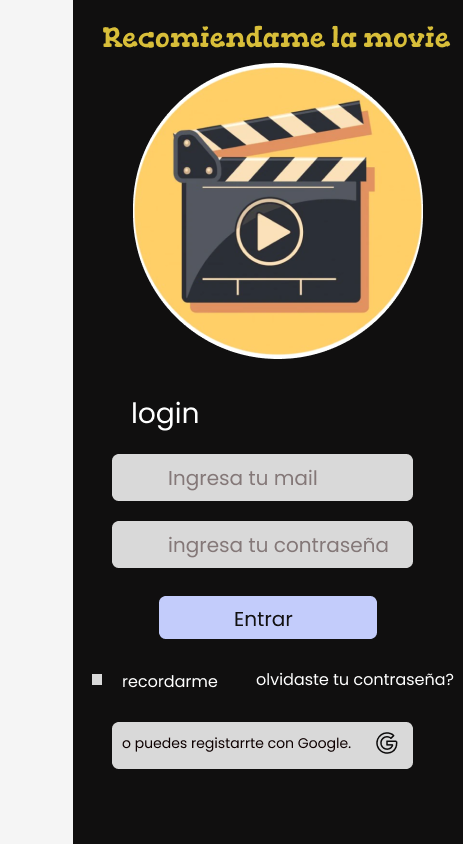 Recomiendame la movie
login
Ingresa tu mail
ingresa tu contraseña
Entrar
recordarme
olvidaste tu contraseña?
o puedes registarrte con Google.